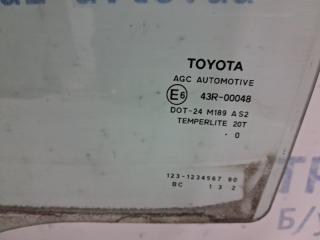 TOYOTA
AGC AUTOMOTIVE
E6 43R-00048
DOT-24 M189 AS2
TEMPERLITE 20T
· 0
123-1234567 90
BC 1 3 2
Б/у